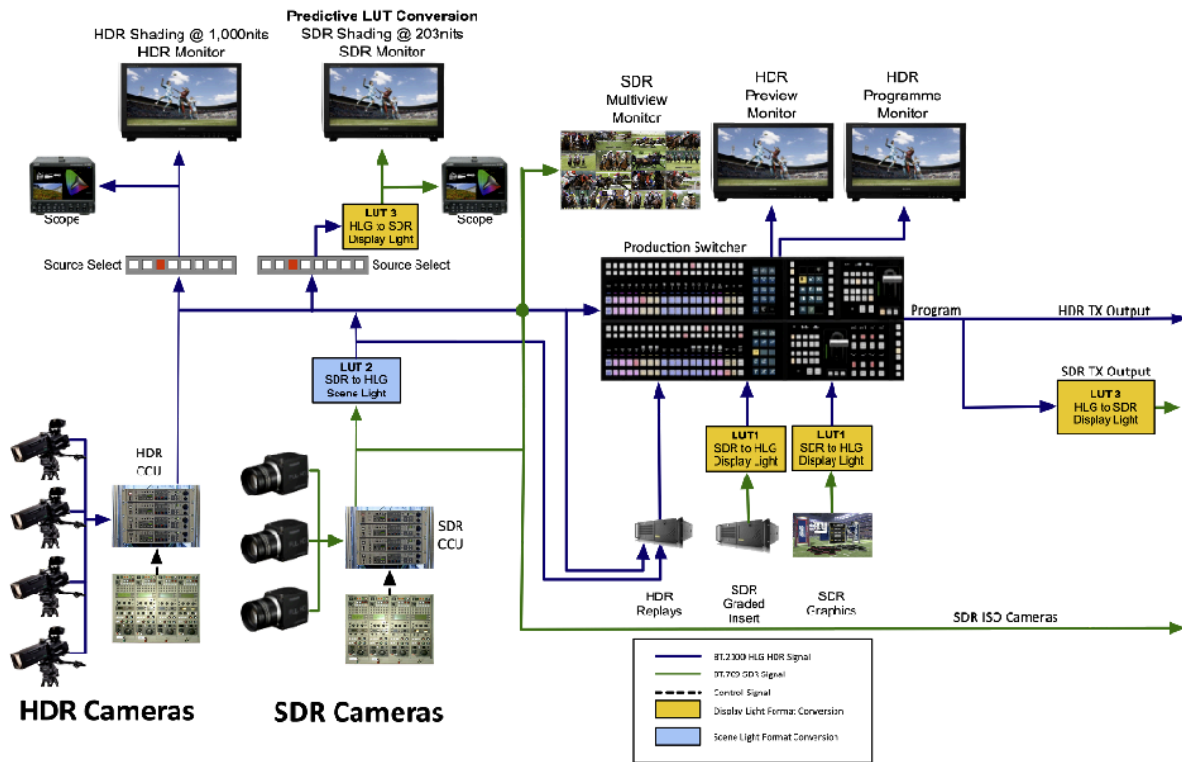 Predictive LUT Conversion
HDR Shading @ 1,000nits
HDR Monitor
SDR Shading @ 203nits
SDR Monitor
SDR
Multiview
Monitor
HDR
Preview
Monitor
HDR
Programme
Monitor
Scope
LUT 3
HLG to SDR
Display Light
Scope
Source Select
Source Select
Production Switcher
Program
HDR TX Output
LUT 2
SDR to HLG
Scene Light
SDR TX Output
LUT 3
HLG to SDR
Display Light
LUT1
SDR to HLG
Display Light
LUT1
SDR to HLG
Display Light
HDR
CCU
SDR
CCU
HDR
Replays
SDR
Graded
Insert
SDR
Graphics
SDR ISO Cameras
HDR Cameras
SDR Cameras
BT.2100 HLG HDR Signal
BT.709 SDR Signal
Control Signal
Display Light Format Conversion
Scene Light Format Conversion